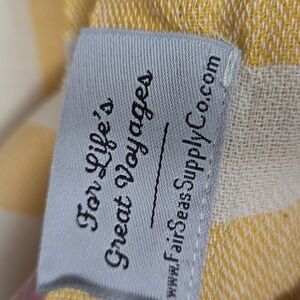 For Life's
Great Voyages
www.FairSeasSupplyCo.com